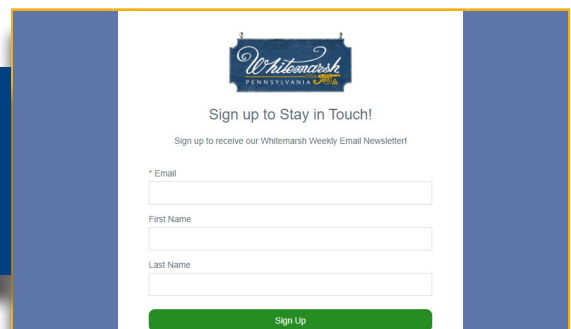 Whitemarsh
PENNSYLVANIA
Sign up to Stay in Touch!
Sign up to receive our Whitemarsh Weekly Email Newsletter!
* Email
First Name
Last Name
Sign Up